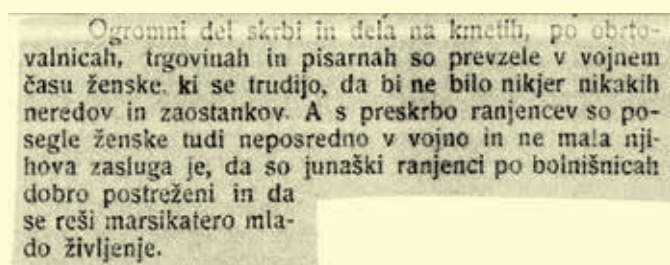 Ogromni del skrbi in dela na kmetih, po obrto-
valnicah, trgovinah in pisarnah so prevzele v vojnem
času ženske, ki se trudijo, da bi ne bilo nikjer nikakih
neredov in zaostankov. A s preskrbo ranjencev so po-
segle ženske tudi neposredno v vojno in ne mala nji-
hova zasluga je, da so junaški ranjenci po bolnišnicah
dobro postreženi in da
se reši marsikatero mla-
do življenje.